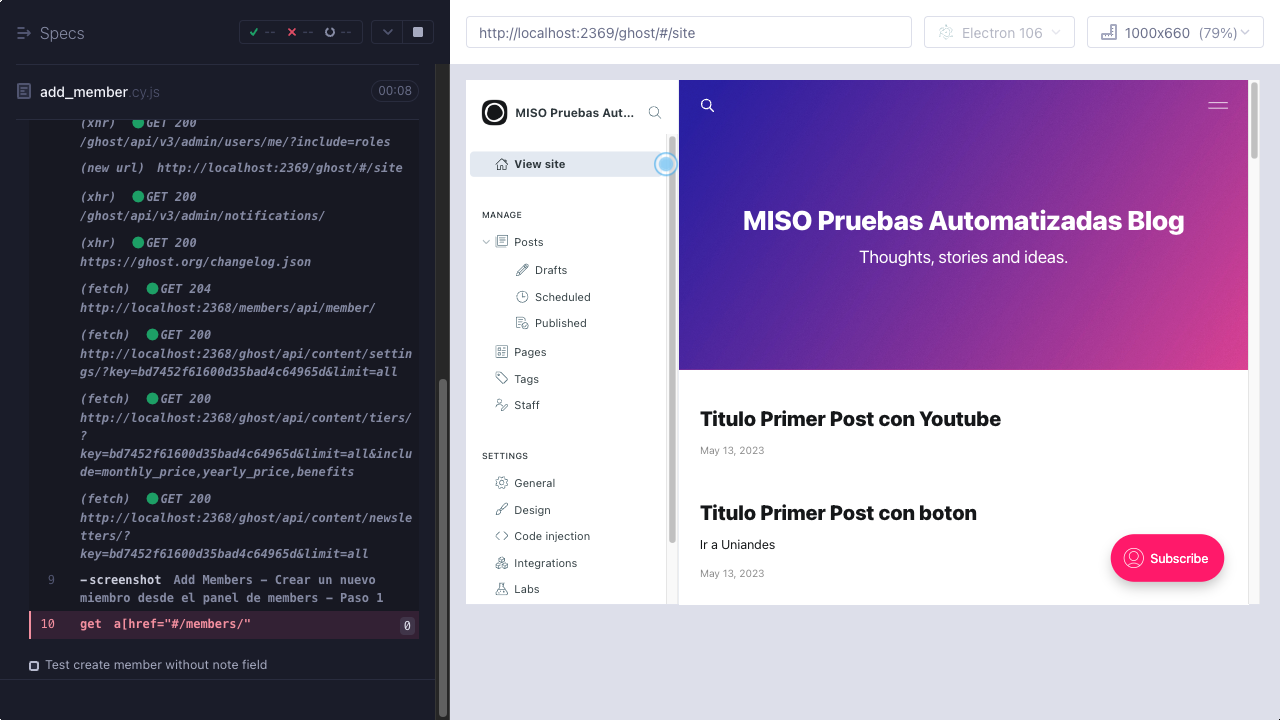 Specs
--
--
--
add_member.cy.js
00:08
(xhr) GET 200
/ghost/api/v3/admin/users/me/?include=roles
(new url) http://localhost:2369/ghost/#/site
(xhr) GET 200
/ghost/api/v3/admin/notifications/
(xhr) GET 200
https://ghost.org/changelog.json
(fetch) GET 204
http://localhost:2368/members/api/member/
(fetch) GET 200
http://localhost:2368/ghost/api/content/settin
gs/?key=bd7452f61600d35bad4c64965d&limit=all
(fetch) GET 200
http://localhost:2368/ghost/api/content/tiers/
?
key=bd7452f61600d35bad4c64965d&limit=all&inclu
de=monthly_price,yearly_price,benefits
(fetch) GET 200
http://localhost:2368/ghost/api/content/newsle
tters/?
key=bd7452f61600d35bad4c64965d&limit=all
9 -screenshot Add Members – Crear un nuevo
miembro desde el panel de members – Paso 1
10 get a[href="#/members/" 0
Test create member without note field
http://localhost:2369/ghost/#/site
Electron 106
1000x660 (79%)
MISO Pruebas Aut...
View site
MANAGE
Posts
Drafts
Scheduled
Published
Pages
Tags
Staff
SETTINGS
General
Design
Code injection
Integrations
Labs
MISO Pruebas Automatizadas Blog
Thoughts, stories and ideas.
Titulo Primer Post con Youtube
May 13, 2023
Titulo Primer Post con boton
Ir a Uniandes
May 13, 2023
Subscribe